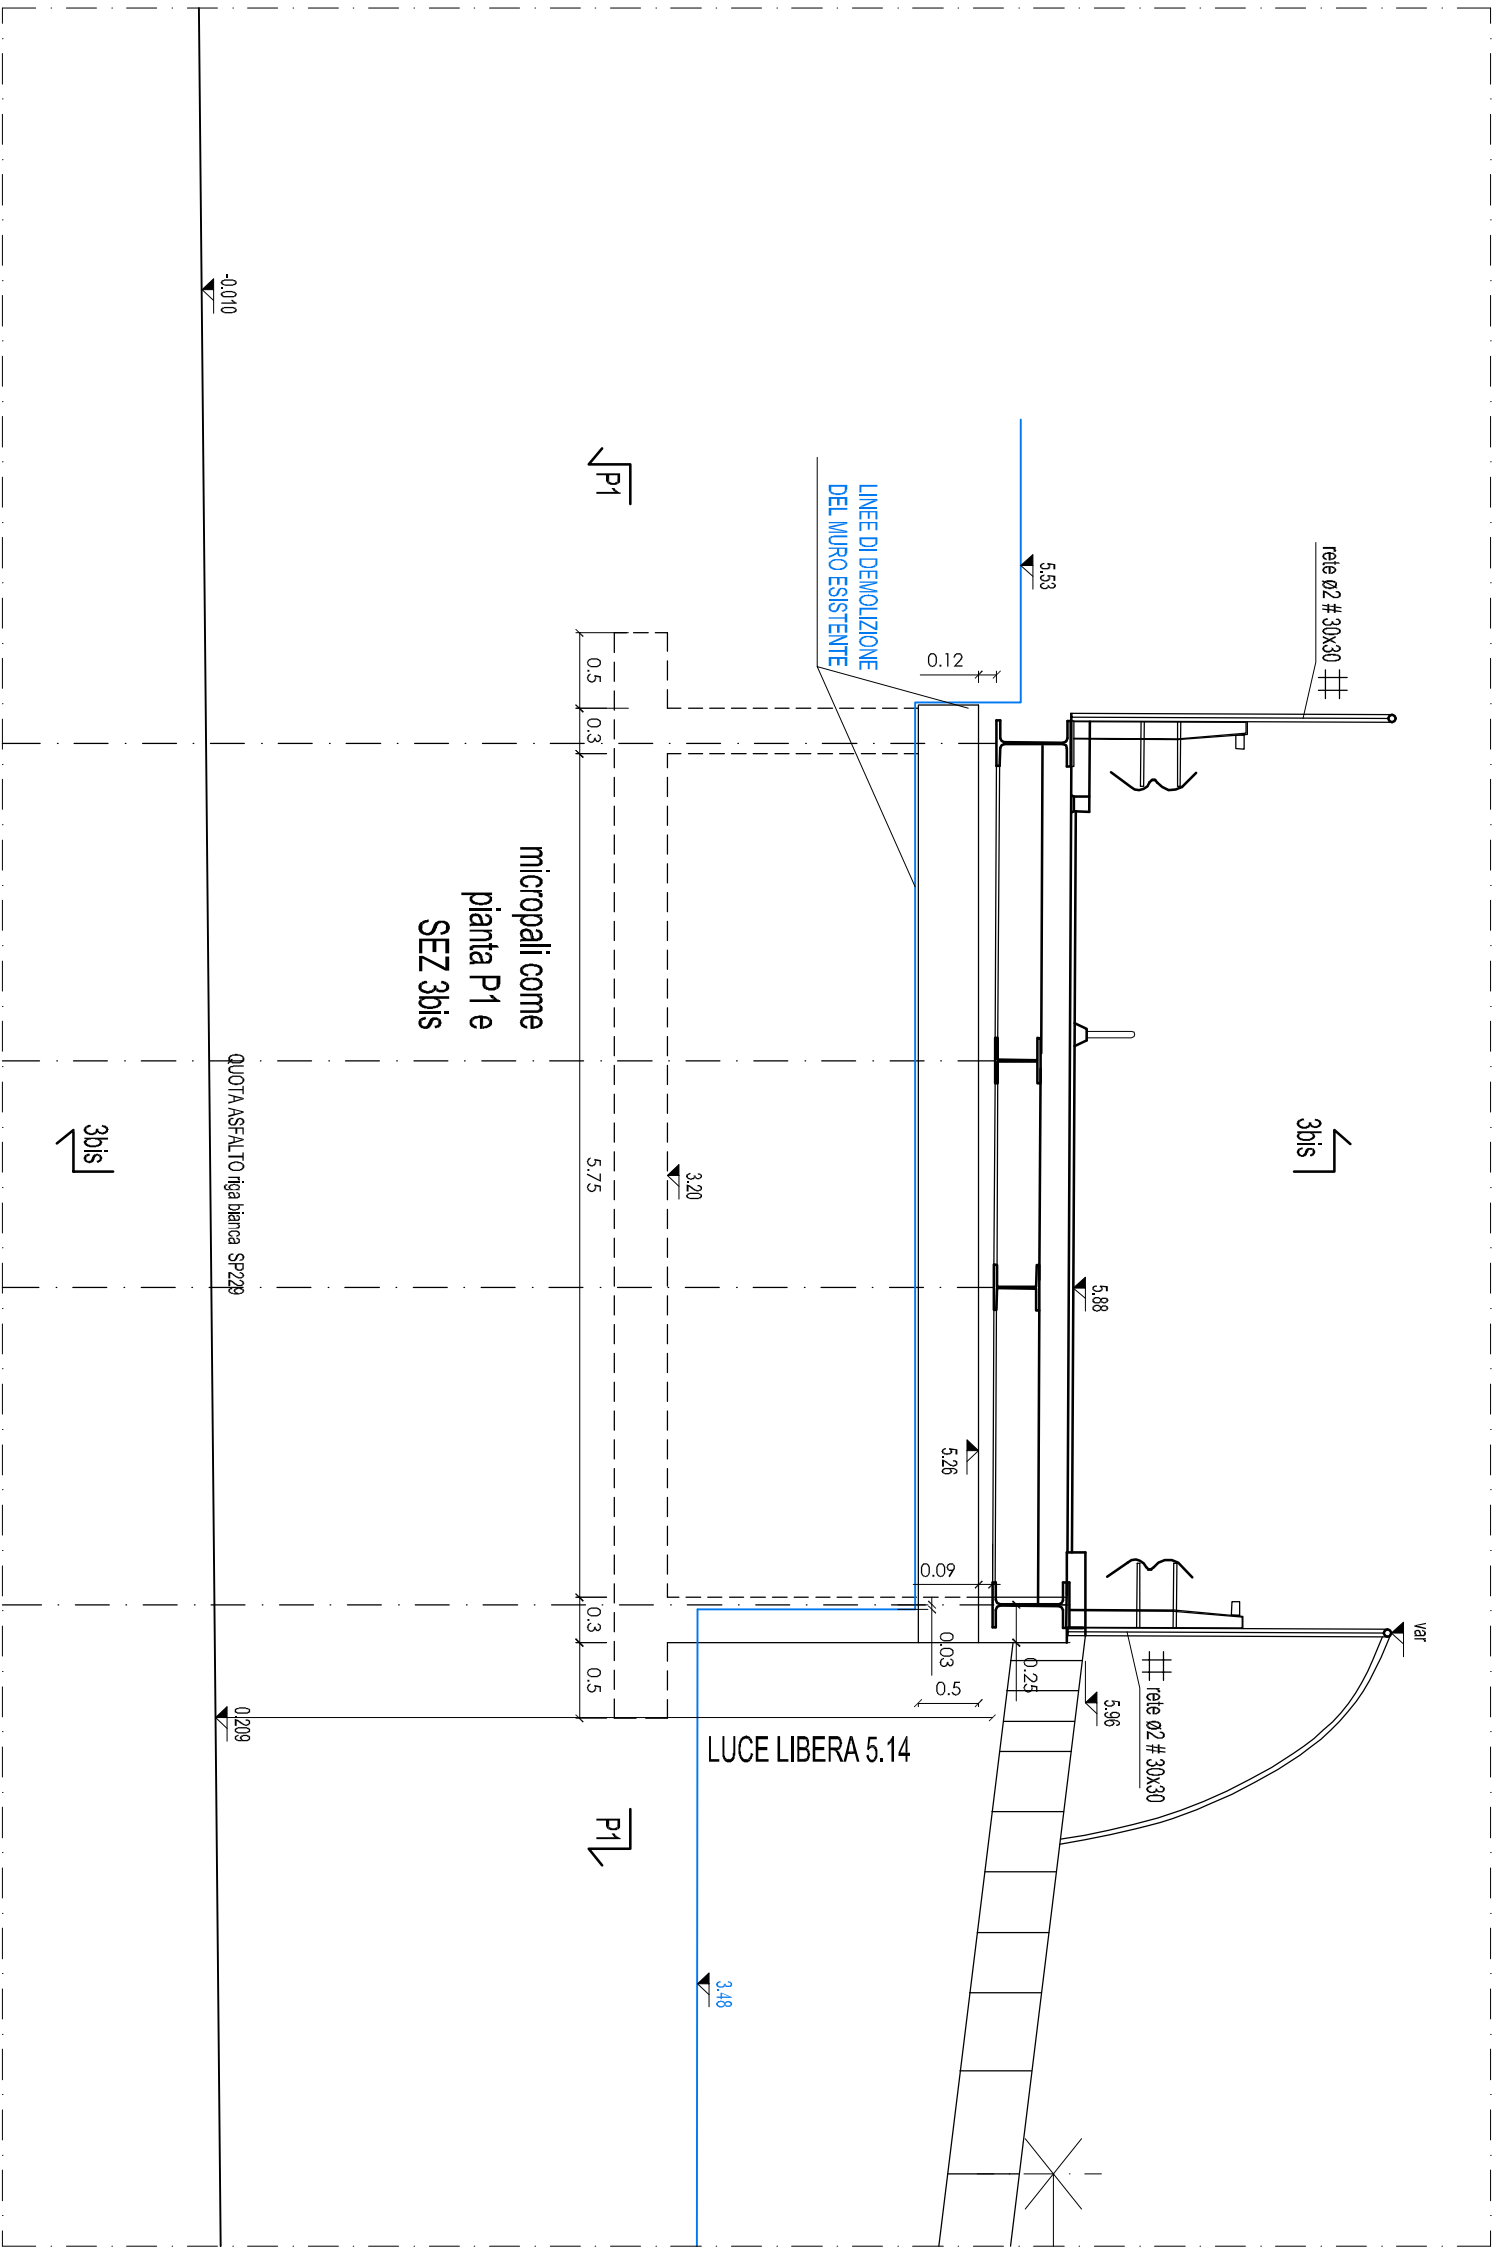 rete ø2 # 30x30
var
3bis
5.88
5.96
rete ø2 # 30x30
5.53
LINEE DI DEMOLIZIONE
DEL MURO ESISTENTE
0.12
5.26
0.09
0.03
0.25
0.5
LUCE LIBERA 5.14
3.48
3.20
P1
P1
0.5
0.3
5.75
0.3
0.5
micropali come
pianta P1 e
SEZ 3bis
-0.010
QUOTA ASFALTO riga bianca SP229
0.209
3bis